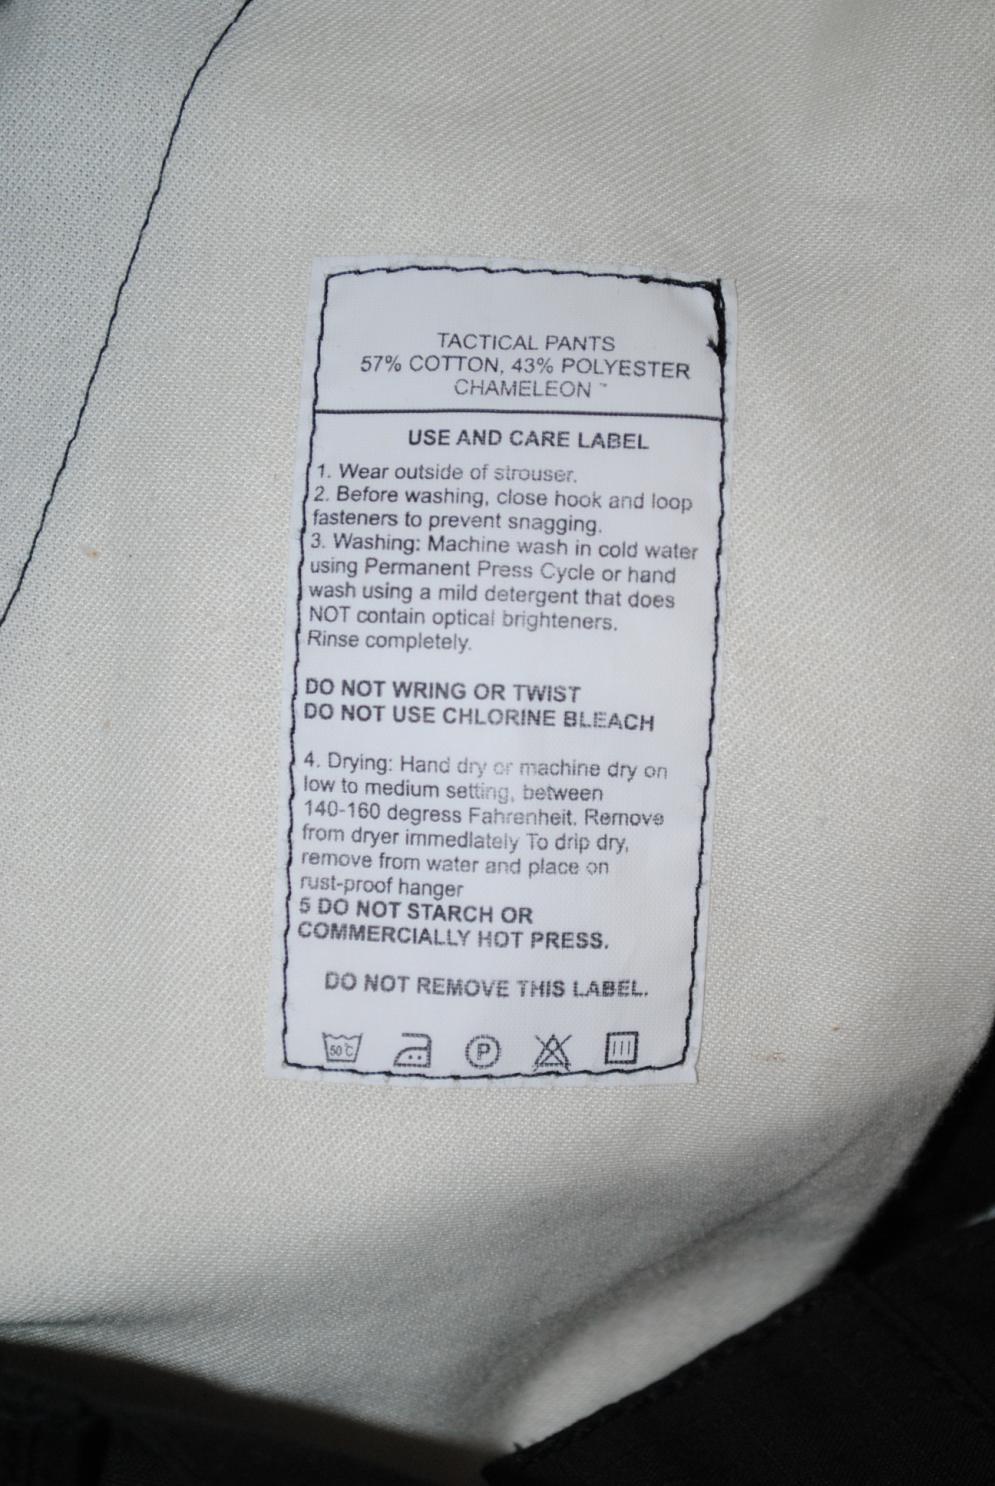 TACTICAL PANTS
57% COTTON, 43% POLYESTER
CHAMELEON ™
USE AND CARE LABEL
1. Wear outside of strouser.
2. Before washing, close hook and loop
fasteners to prevent snagging.
3. Washing: Machine wash in cold water
using Permanent Press Cycle or hand
wash using a mild detergent that does
NOT contain optical brighteners.
Rinse completely.
DO NOT WRING OR TWIST
DO NOT USE CHLORINE BLEACH
4. Drying: Hand dry or machine dry on
low to medium setting, between
140-160 degress Fahrenheit. Remove
from dryer immediately To drip dry,
remove from water and place on
rust-proof hanger
5 DO NOT STARCH OR
COMMERCIALLY HOT PRESS.
DO NOT REMOVE THIS LABEL.
50°C P